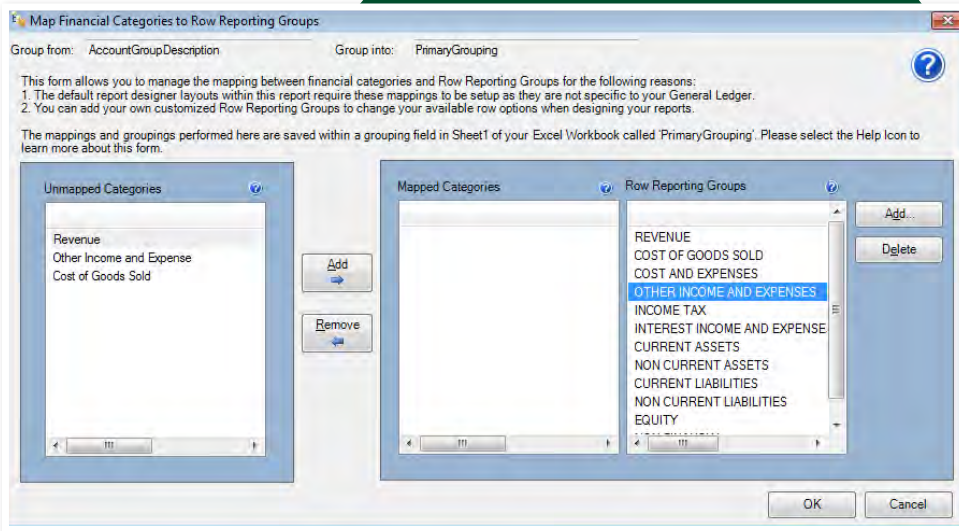 Map Financial Categories to Row Reporting Groups
Group from: AccountGroupDescription Group into: PrimaryGrouping
This form allows you to manage the mapping between financial categories and Row Reporting Groups for the following reasons:
1. The default report designer layouts within this report require these mappings to be setup as they are not specific to your General Ledger.
2. You can add your own customized Row Reporting Groups to change your available row options when designing your reports.
The mappings and groupings performed here are saved within a grouping field in Sheet1 of your Excel Workbook called 'PrimaryGrouping'. Please select the Help Icon to
learn more about this form.
Unmapped Categories
Revenue
Other Income and Expense
Cost of Goods Sold
Add
Remove
Mapped Categories
Row Reporting Groups
REVENUE
COST OF GOODS SOLD
COST AND EXPENSES
OTHER INCOME AND EXPENSES
INCOME TAX
INTEREST INCOME AND EXPENSE
CURRENT ASSETS
NON CURRENT ASSETS
CURRENT LIABILITIES
NON CURRENT LIABILITIES
EQUITY
Add...
Delete
OK Cancel